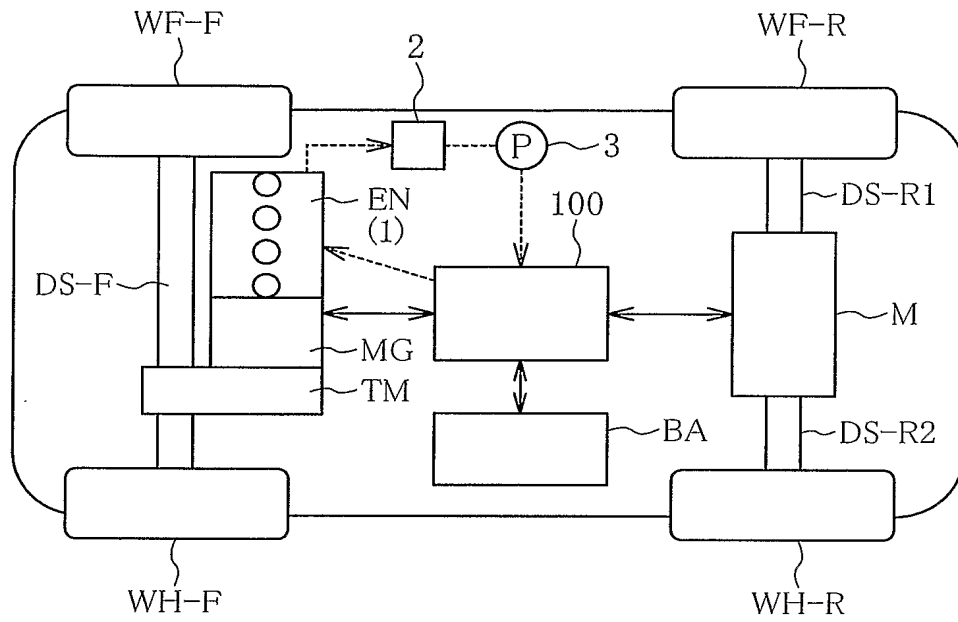 WF-F
WF-R
2
P
3
EN
(1)
100
DS-R1
DS-F
M
MG
TM
BA
DS-R2
WH-F
WH-R